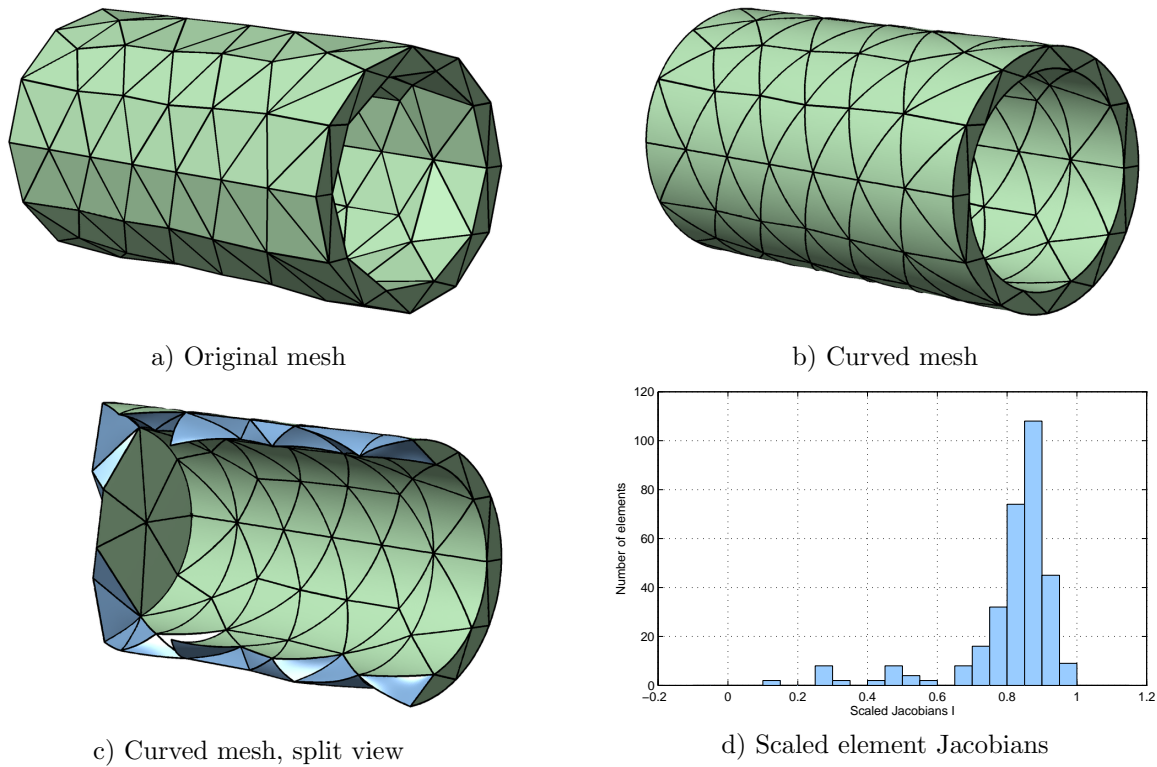 a) Original mesh
b) Curved mesh
c) Curved mesh, split view
120
100
80
60
40
20
0
Number of elements
−0.2 0 0.2 0.4 0.6 0.8 1 1.2
Scaled Jacobians I
d) Scaled element Jacobians